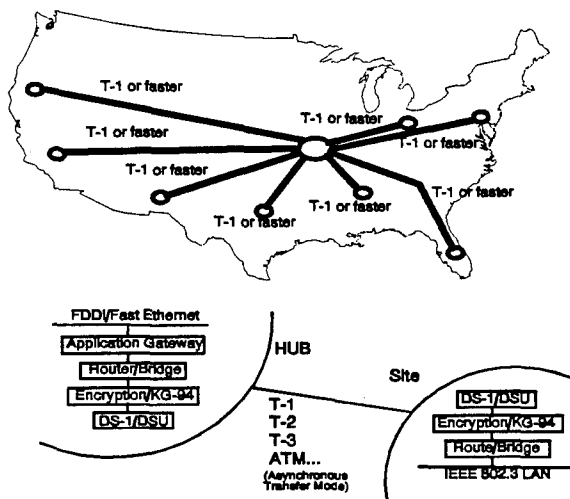 T-1 or faster
T-1 or faster
T-1 or faster
T-1 or faster
T-1 or faster
T-1 or faster
T-1 or faster
T-1 or faster
FDDI/Fast Ethernet
Application Gateway
Router/Bridge
Encryption/KG-94
DS-1/DSU
HUB
T-1
T-2
T-3
ATM...
(Asynchronous
Transfer Mode)
Site
DS-1/DSU
Encryption/KG-94
Route/Bridge
IEEE 802.3 LAN